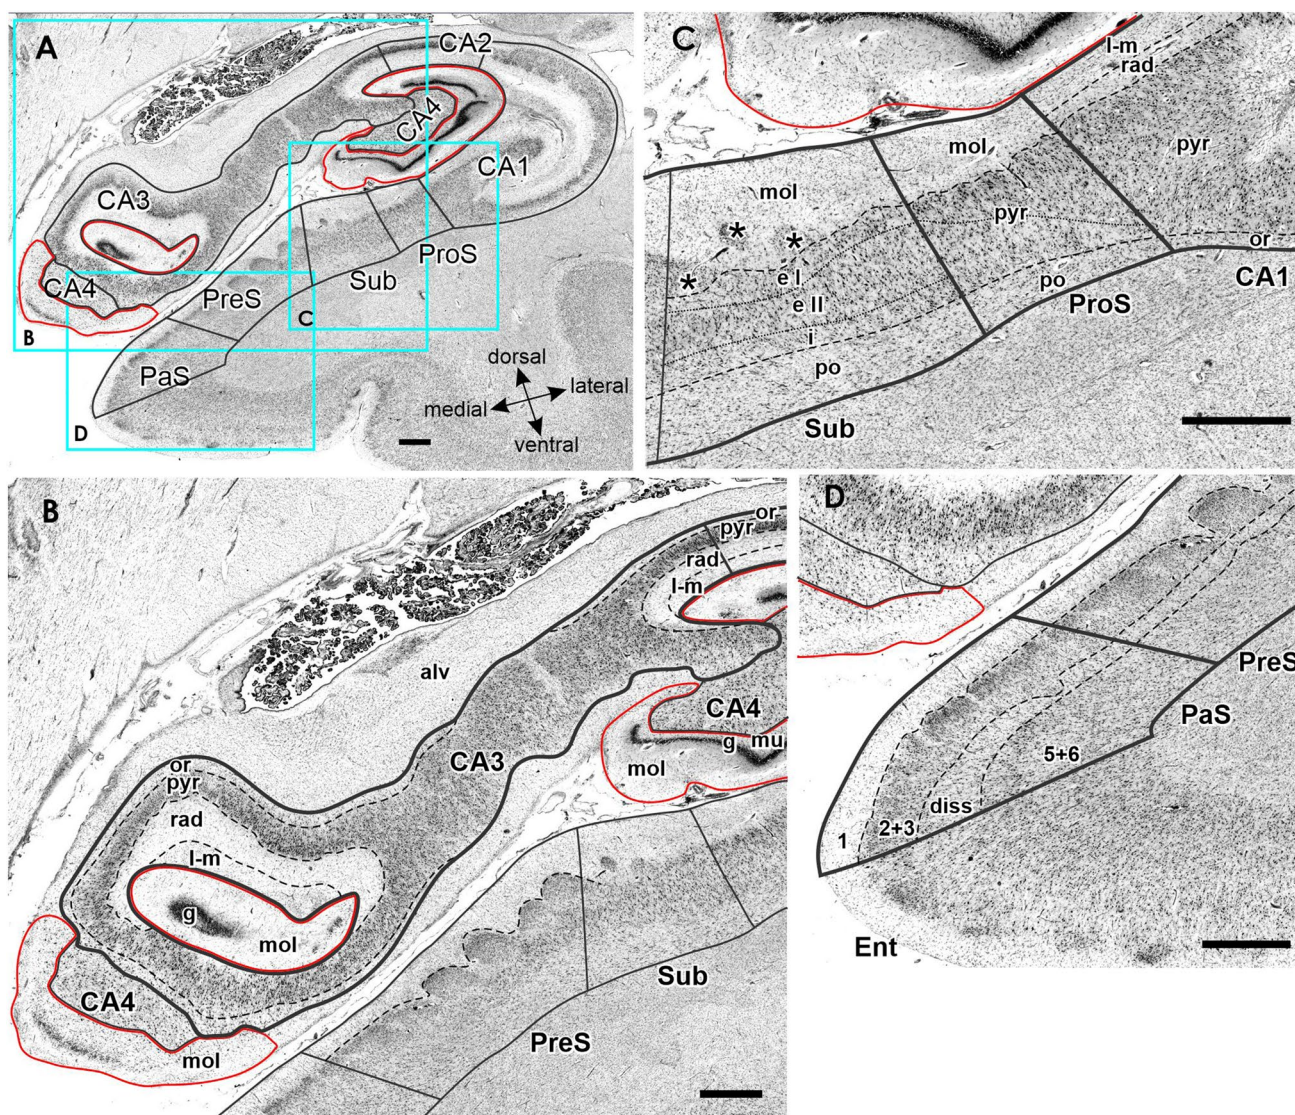 A
CA2
CA4
CA1
CA3
ProS
Sub
PreS
CA4
B
C
PaS
D
dorsal
lateral
medial
ventral
C
l-m
rad
mol
pyr
mol
pyr
*
*
*
e I
e II
or
po
CA1
ProS
i
po
Sub
B
or
pyr
rad
l-m
alv
CA4
g
mu
CA3
mol
or
pyr
rad
l-m
g
mol
Sub
CA4
PreS
mol
D
PreS
PaS
5+6
diss
2+3
1
Ent